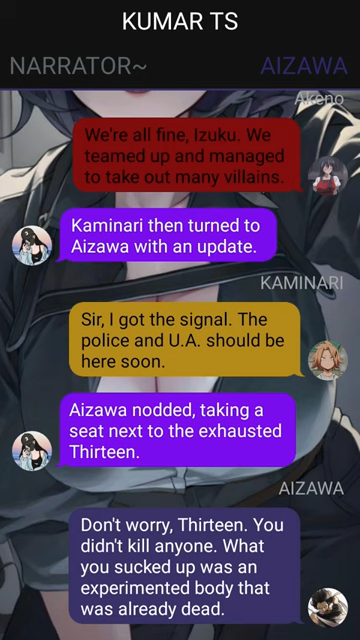 KUMAR TS
NARRATOR~ AIZAWA
Akeno
We're all fine, Izuku. We
teamed up and managed
to take out many villains.
Kaminari then turned to
Aizawa with an update.
KAMINARI
Sir, I got the signal. The
police and U.A. should be
here soon.
Aizawa nodded, taking a
seat next to the exhausted
Thirteen.
AIZAWA
Don't worry, Thirteen. You
didn't kill anyone. What
you sucked up was an
experimented body that
was already dead.